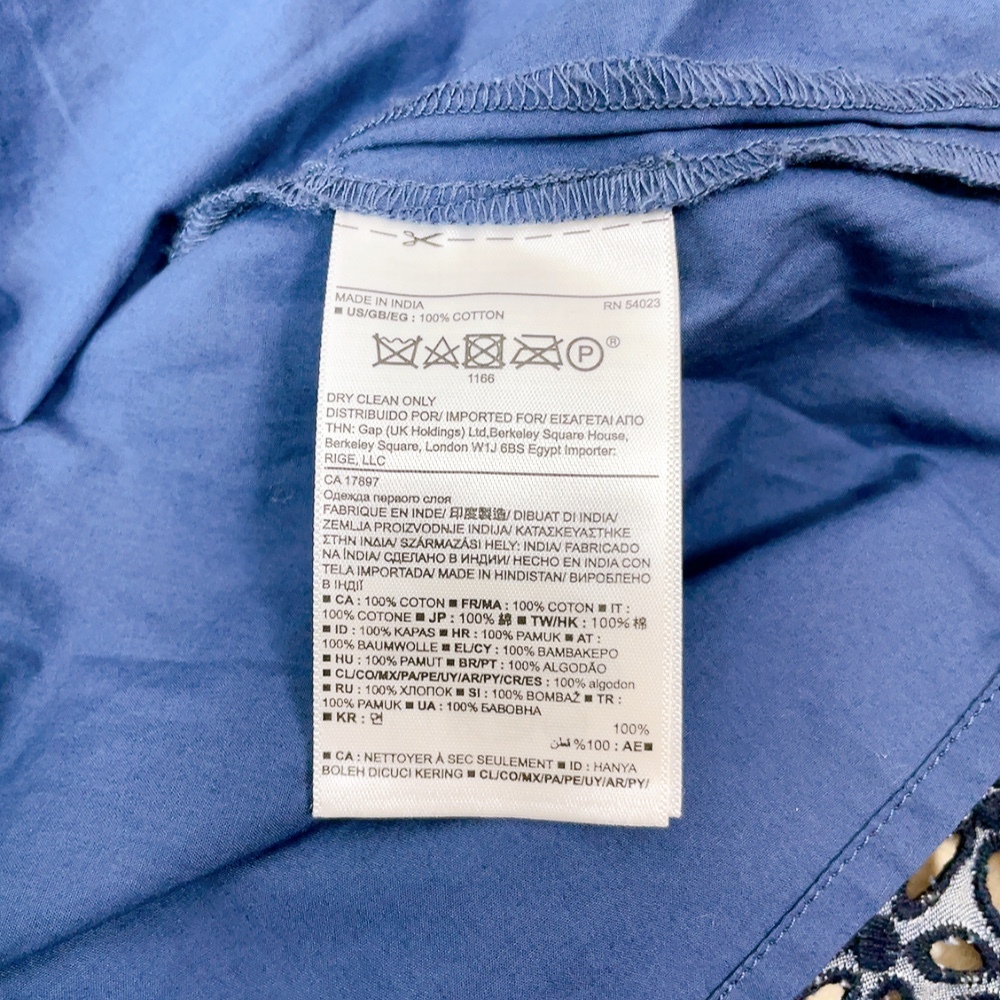 MADE IN INDIA RN 54023
■ US/GB/EG : 100% COTTON
P ®
1166
DRY CLEAN ONLY
DISTRIBUIDO POR/ IMPORTED FOR/ ΕΙΣΑΓΕΤΑΙ ΑΠΟ
ΤΗΝ: Gap (UK Holdings) Ltd,Berkeley Square House,
Berkeley Square, London W1J 6BS Egypt Importer:
RIGE, LLC
CA 17897
Одежда первого слоя
FABRIQUE EN INDE/ 印度製造/ DIBUAT DI INDIA/
ZEMLJA PROIZVODNJE INDIJA/ ΚΑΤΑΣΚΕΥΑΣΤΗΚΕ
ΣΤΗΝ ΙΝΔΙΑ/ SZÁRMAZÁSI HELY: INDIA/ FABRICADO
NA ÍNDIA/ СДЕЛАНО В ИНДИИ/ HECHO EN INDIA CON
TELA IMPORTADA/ MADE IN HINDISTAN/ ВИРОБЛЕНО
В ІНДІЇ
■ CA : 100% COTON ■ FR/MA : 100% COTON ■ IT :
100% COTONE ■ JP : 100% 綿 ■ TW/HK : 100% 棉
■ ID : 100% KAPAS ■ HR : 100% PAMUK ■ AT :
100% BAUMWOLLE ■ EL/CY : 100% ΒΑΜΒΑΚΕΡΟ
■ HU : 100% PAMUT ■ BR/PT : 100% ALGODÃO
■ CL/CO/MX/PA/PE/UY/AR/PY/CR/ES : 100% algodon
■ RU : 100% ХЛОПОК ■ SI : 100% BOMBAŽ ■ TR :
100% PAMUK ■ UA : 100% БАВОВНА
■ KR : 면
100%
■AE : 100% قطن
■ CA : NETTOYER À SEC SEULEMENT ■ ID : HANYA
BOLEH DICUCI KERING ■ CL/CO/MX/PA/PE/UY/AR/PY/